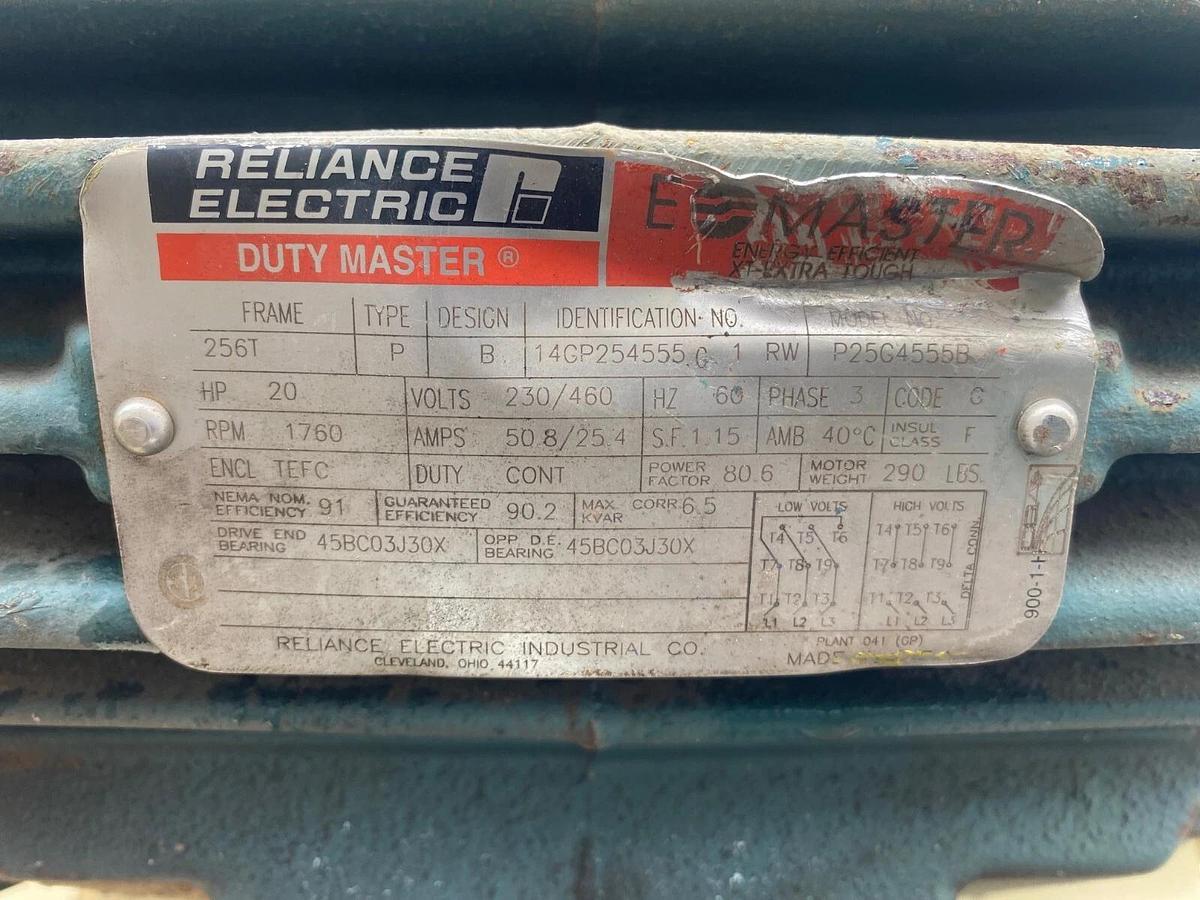 RELIANCE
ELECTRIC
DUTY MASTER ®
E MASTER
ENERGY EFFICIENT
XT-EXTRA TOUGH
FRAME TYPE DESIGN IDENTIFICATION NO. MODEL NO.
256T P B 14GP254555 G 1 RW P25G4555B
HP 20 VOLTS 230/460 HZ 60 PHASE 3 CODE G
RPM 1760 AMPS 50.8/25.4 S.F. 1.15 AMB 40°C INSUL CLASS F
ENCL TEFC DUTY CONT POWER FACTOR 80.6 MOTOR WEIGHT 290 LBS.
NEMA NOM. EFFICIENCY 91 GUARANTEED EFFICIENCY 90.2 MAX. CORR. KVAR 6.5
DRIVE END BEARING 45BC03J30X OPP. D.E. BEARING 45BC03J30X
LOW VOLTS HIGH VOLTS
T4 T5 T6 T4 T5 T6
T7 T8 T9 T7 T8 T9
T1 T2 T3 T1 T2 T3
L1 L2 L3 L1 L2 L3
DELTA CONN.
900-1-H
RELIANCE ELECTRIC INDUSTRIAL CO.
CLEVELAND, OHIO 44117
PLANT 041 (GP)
MADE